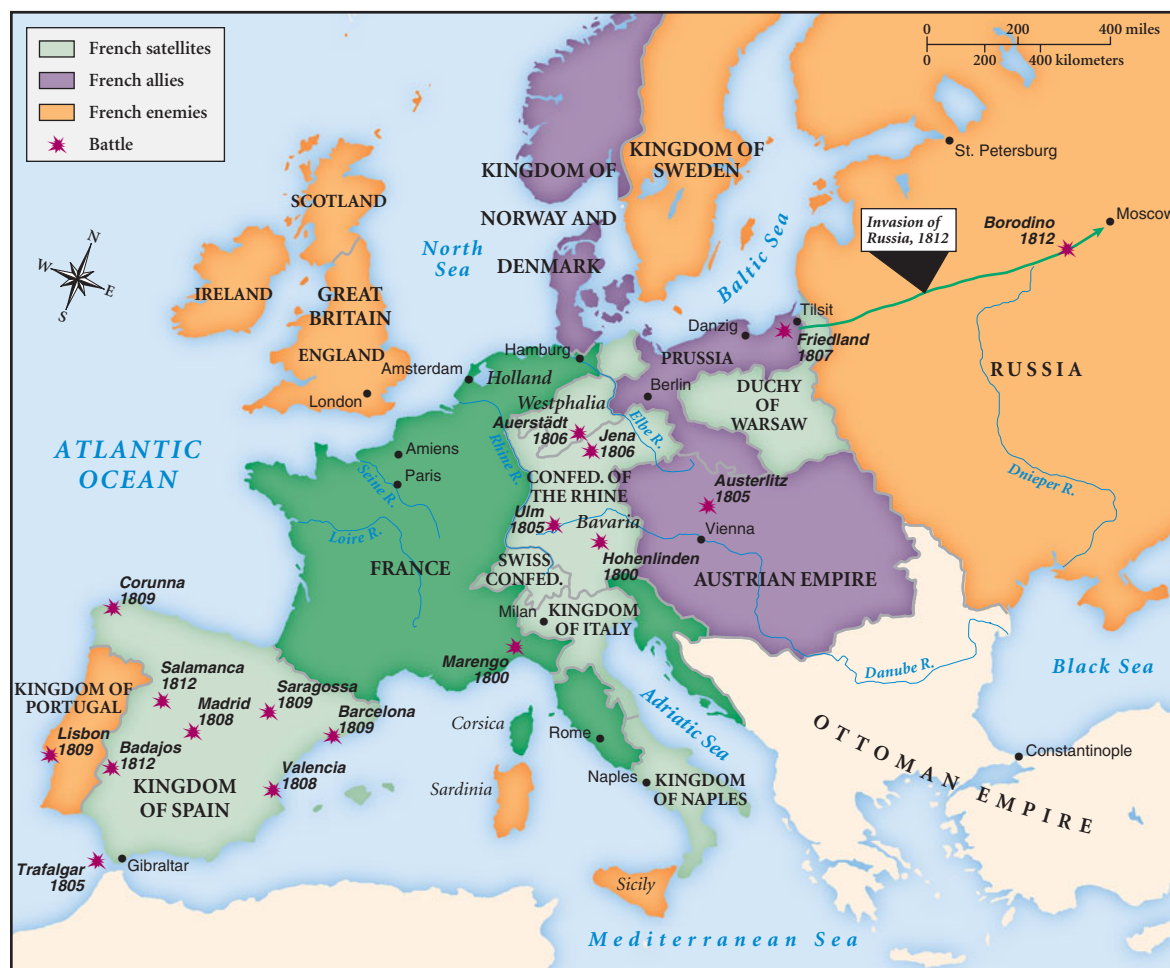 French satellites
French allies
French enemies
Battle
0 200 400 miles
0 200 400 kilometers
N
W
E
S
St. Petersburg
KINGDOM OF
SWEDEN
KINGDOM OF
NORWAY AND
DENMARK
SCOTLAND
Moscow
Invasion of
Russia, 1812
Borodino
1812
North
Sea
Baltic Sea
IRELAND
GREAT
BRITAIN
ENGLAND
London
Tilsit
Danzig
Friedland
1807
Hamburg
PRUSSIA
Amsterdam
Holland
Berlin
RUSSIA
DUCHY
OF
WARSAW
Westphalia
Auerstädt
1806
Jena
1806
Elbe R.
Rhine R.
ATLANTIC
OCEAN
Amiens
Paris
Seine R.
Loire R.
CONFED. OF
THE RHINE
Dnieper R.
Austerlitz
1805
Ulm
1805
Bavaria
Vienna
Hohenlinden
1800
FRANCE
SWISS
CONFED.
AUSTRIAN EMPIRE
Corunna
1809
Milan
KINGDOM
OF ITALY
Marengo
1800
Danube R.
Black Sea
Salamanca
1812
Saragossa
1809
KINGDOM OF
PORTUGAL
Madrid
1808
Barcelona
1809
Corsica
Adriatic Sea
Lisbon
1809
Badajos
1812
Rome
OTTOMAN EMPIRE
Constantinople
KINGDOM
OF SPAIN
Valencia
1808
Sardinia
Naples
KINGDOM
OF NAPLES
Trafalgar
1805
Gibraltar
Sicily
Mediterranean Sea